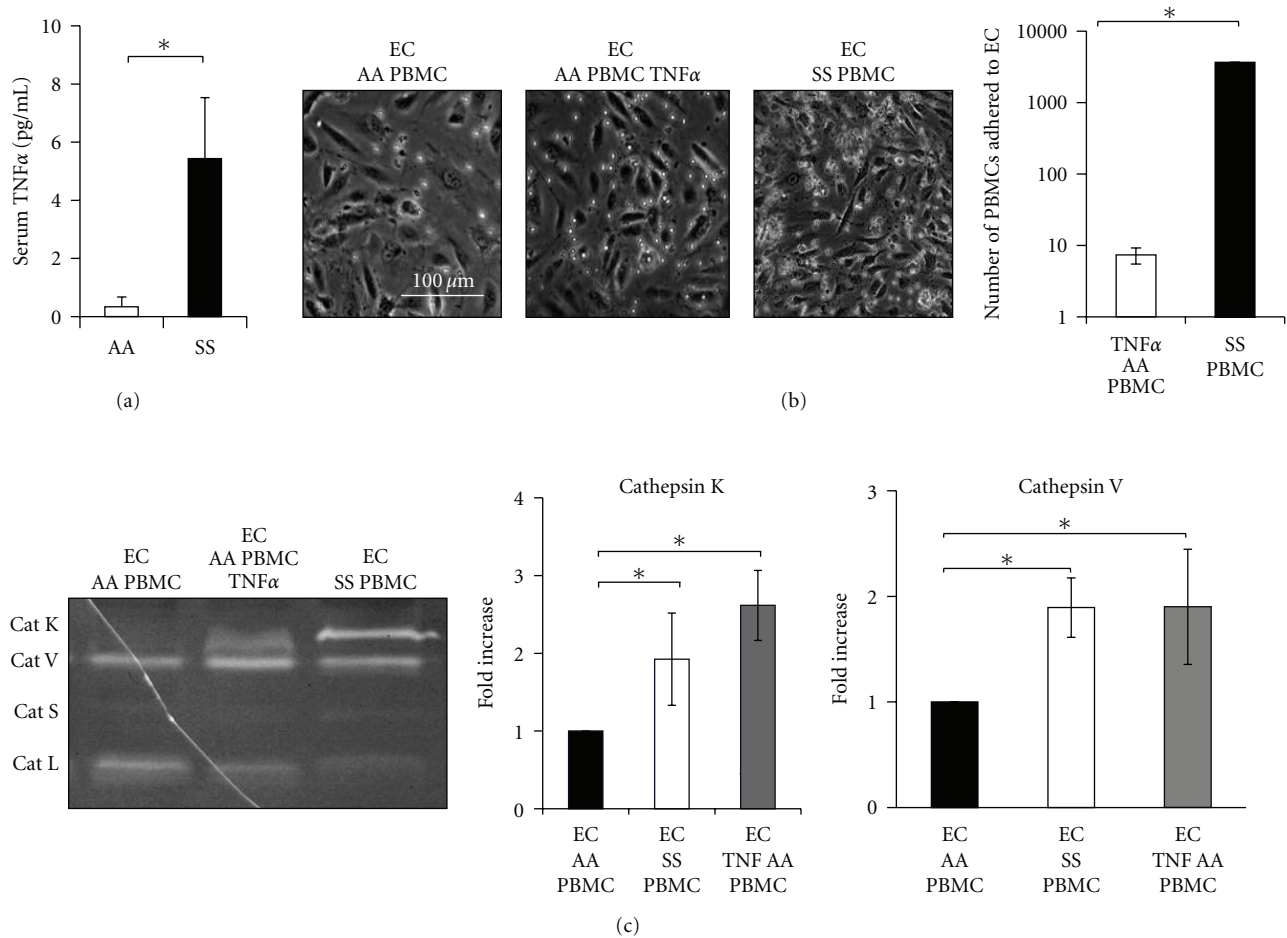 Serum TNFα (pg/mL)
10
8
6
4
2
0
*
AA
SS
(a)
EC
AA PBMC
EC
AA PBMC TNFα
EC
SS PBMC
100 μm
Number of PBMCs adhered to EC
10000
1000
100
10
1
*
TNFα
AA
PBMC
SS
PBMC
(b)
EC
AA PBMC
EC
AA PBMC
TNFα
EC
SS PBMC
Cat K
Cat V
Cat S
Cat L
Cathepsin K
Fold increase
4
3
2
1
0
*
*
EC
AA
PBMC
EC
SS
PBMC
EC
TNF AA
PBMC
Cathepsin V
Fold increase
3
2
1
0
*
*
EC
AA
PBMC
EC
SS
PBMC
EC
TNF AA
PBMC
(c)